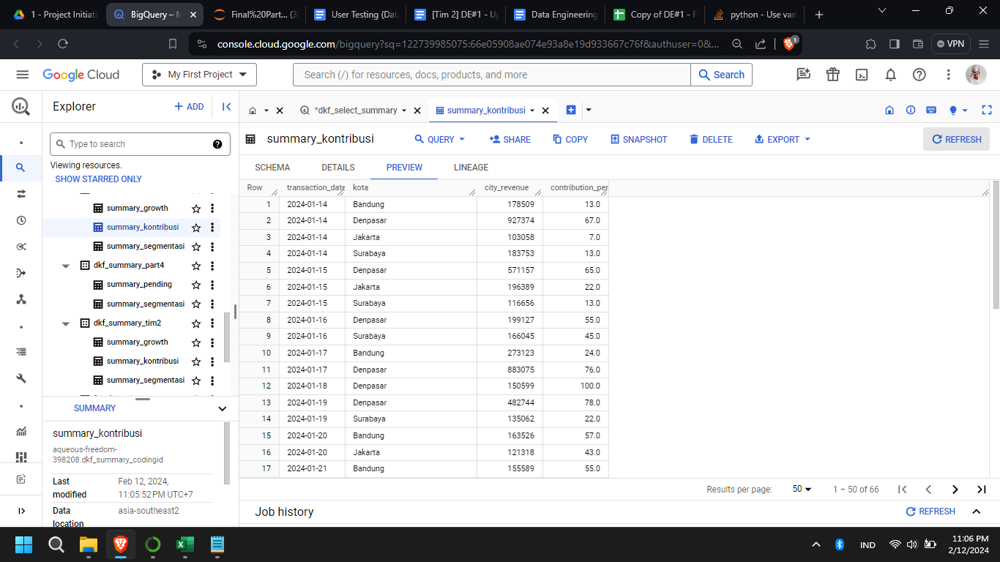 1 - Project Initiati
BigQuery – M
Final%20Part... (3
User Testing (Dat
[Tim 2] DE#1 - U
Data Engineering
Copy of DE#1 - F
python - Use vari
console.cloud.google.com/bigquery?sq=122739985075:66e05908ae074e93a8e19d933667c76f&authuser=0&...
3
VPN
Google Cloud
My First Project
Search (/) for resources, docs, products, and more
Search
Explorer
+ ADD
*dkf_select_summary
summary_kontribusi
Type to search
Viewing resources.
SHOW STARRED ONLY
summary_growth
summary_kontribusi
summary_segmentasi
dkf_summary_part4
summary_pending
summary_segmentasi
dkf_summary_tim2
summary_growth
summary_kontribusi
summary_segmentasi
SUMMARY
summary_kontribusi
aqueous-freedom-
398208.dkf_summary_codingid
Last modified Feb 12, 2024, 11:05:52 PM UTC+7
Data location asia-southeast2
summary_kontribusi
QUERY SHARE COPY SNAPSHOT DELETE EXPORT REFRESH
SCHEMA DETAILS PREVIEW LINEAGE
Row transaction_date kota city_revenue contribution_per
1 2024-01-14 Bandung 178509 13.0
2 2024-01-14 Denpasar 927374 67.0
3 2024-01-14 Jakarta 103058 7.0
4 2024-01-14 Surabaya 183753 13.0
5 2024-01-15 Denpasar 571157 65.0
6 2024-01-15 Jakarta 196389 22.0
7 2024-01-15 Surabaya 116656 13.0
8 2024-01-16 Denpasar 199127 55.0
9 2024-01-16 Surabaya 166045 45.0
10 2024-01-17 Bandung 273123 24.0
11 2024-01-17 Denpasar 883075 76.0
12 2024-01-18 Denpasar 150599 100.0
13 2024-01-19 Denpasar 482744 78.0
14 2024-01-19 Surabaya 135062 22.0
15 2024-01-20 Bandung 163526 57.0
16 2024-01-20 Jakarta 121318 43.0
17 2024-01-21 Bandung 155589 55.0
Results per page: 50 1 – 50 of 66
Job history
REFRESH
IND
11:06 PM
2/12/2024